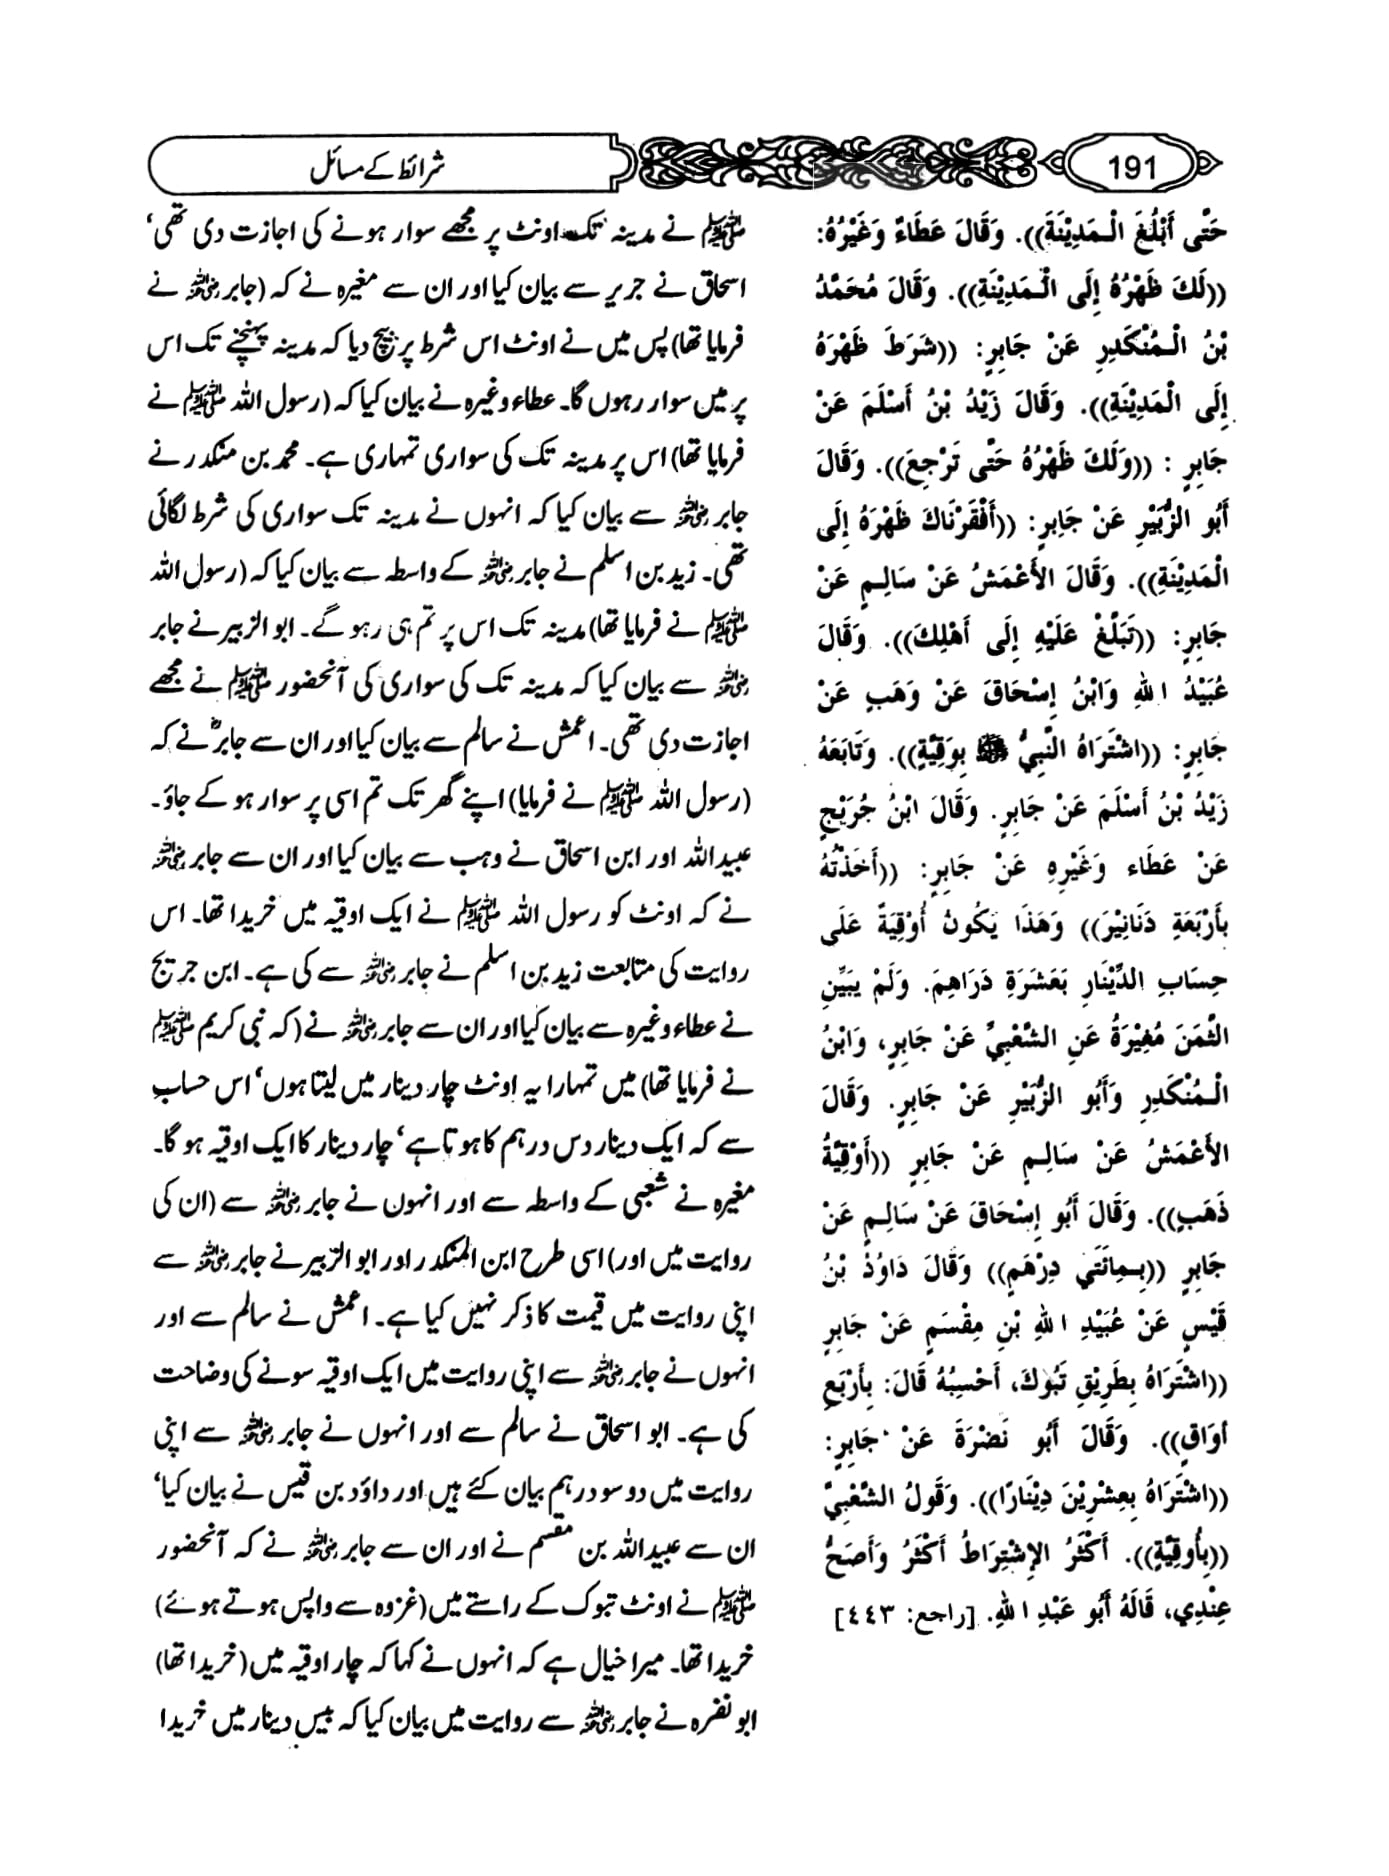 191
شرائط کے مسائل
حَتَّى أَبْلُغَ الْـمَدِيْنَةَ)). وَقَالَ عَطَاءٌ وَغَيْرُهُ:
((لَكَ ظَهْرُهُ إِلَى الْـمَدِيْنَةِ)). وَقَالَ مُحَمَّدُ
بْنُ الْـمُنْكَدِرِ عَنْ جَابِرٍ: ((شَرَطَ ظَهْرَهُ
إِلَى الْمَدِيْنَةِ)). وَقَالَ زَيْدُ بْنُ أَسْلَمَ عَنْ
جَابِرٍ : ((وَلَكَ ظَهْرُهُ حَتَّى تَرْجِعَ)). وَقَالَ
أَبُو الزُّبَيْرِ عَنْ جَابِرٍ: ((أَفْقَرْنَاكَ ظَهْرَهُ إِلَى
الْمَدِيْنَةِ)). وَقَالَ الأَعْمَشُ عَنْ سَالِـمٍ عَنْ
جَابِرٍ: ((تَبَلَّغْ عَلَيْهِ إِلَى أَهْلِكَ)). وَقَالَ
عُبَيْدُ اللهِ وَابْنُ إِسْحَاقَ عَنْ وَهَبٍ عَنْ
جَابِرٍ: ((اشْتَرَاهُ النَّبِيُّ ﷺ بِوَقِيَّةٍ)). وَتَابَعَهُ
زَيْدُ بْنُ أَسْلَمَ عَنْ جَابِرٍ. وَقَالَ ابْنُ جُرَيْجٍ
عَنْ عَطَاء وَغَيْرِهِ عَنْ جَابِرٍ: ((أَخَذْتُهُ
بِأَرْبَعَةِ دَنَانِيْرَ)) وَهَذَا يَكُونُ أُوْقِيَةً عَلَى
حِسَابِ الدِّيْنَارِ بَعَشَرَةِ دَرَاهِمَ. وَلَمْ يَبَيِّنِ
الثَّمَنَ مُغِيْرَةُ عَنِ الشَّعْبِيِّ عَنْ جَابِرٍ، وَابْنُ
الْـمُنْكَدِرِ وَأَبُو الزُّبَيْرِ عَنْ جَابِرٍ. وَقَالَ
الأَعْمَشُ عَنْ سَالِـمٍ عَنْ جَابِرٍ ((أُوْقِيَّةُ
ذَهَبٍ)). وَقَالَ أَبُو إِسْحَاقَ عَنْ سَالِـمٍ عَنْ
جَابِرٍ ((بِـمِائَتَي دِرْهَمٍ)) وَقَالَ دَاوُدُ بْنُ
قَيْسٍ عَنْ عُبَيْدِ اللهِ بْنِ مِقْسَمٍ عَنْ جَابِرٍ
((اشْتَرَاهُ بِطَرِيْقِ تَبُوكَ، أَحْسِبُهُ قَالَ: بِأَرْبَعِ
أَوَاقٍ)). وَقَالَ أَبُو نَضْرَةَ عَنْ جَابِرٍ:
((اشْتَرَاهُ بِعِشْرِيْنَ دِيْنَارًا)). وَقَولُ الشَّعْبِيِّ
((بِأُوقِيَّةٍ)). أَكْثَرُ الإِشْتِرَاطُ أَكْثَرُ وَأَصَحُّ
عِنْدِي، قَالَهُ أَبُو عَبْدِ اللهِ. [راجع: ٤٤٣]
ﷺ نے مدینہ تک اونٹ پر مجھے سوار ہونے کی اجازت دی تھی'
اسحاق نے جریر سے بیان کیا اور ان سے مغیرہ نے کہ (جابر رضی اللہ عنہ نے
فرمایا تھا) پس میں نے اونٹ اس شرط پر بیچ دیا کہ مدینہ پہنچنے تک اس
پر میں سوار رہوں گا۔ عطاء وغیرہ نے بیان کیا کہ (رسول اللہ ﷺ نے
فرمایا تھا) اس پر مدینہ تک کی سواری تمہاری ہے۔ محمد بن منکدر نے
جابر رضی اللہ عنہ سے بیان کیا کہ انہوں نے مدینہ تک سواری کی شرط لگائی
تھی۔ زید بن اسلم نے جابر رضی اللہ عنہ کے واسطہ سے بیان کیا کہ (رسول اللہ
ﷺ نے فرمایا تھا) مدینہ تک اس پر تم ہی رہو گے۔ ابو الزبیر نے جابر
رضی اللہ عنہ سے بیان کیا کہ مدینہ تک کی سواری کی آنحضور ﷺ نے مجھے
اجازت دی تھی۔ اعمش نے سالم سے بیان کیا اور ان سے جابرؓ نے کہ
(رسول اللہ ﷺ نے فرمایا) اپنے گھر تک تم اسی پر سوار ہو کے جاؤ۔
عبید اللہ اور ابن اسحاق نے وہب سے بیان کیا اور ان سے جابر رضی اللہ عنہ
نے کہ اونٹ کو رسول اللہ ﷺ نے ایک اوقیہ میں خریدا تھا۔ اس
روایت کی متابعت زید بن اسلم نے جابر رضی اللہ عنہ سے کی ہے۔ ابن جریج
نے عطاء وغیرہ سے بیان کیا اور ان سے جابر رضی اللہ عنہ نے (کہ نبی کریم ﷺ
نے فرمایا تھا) میں تمہارا یہ اونٹ چار دینار میں لیتا ہوں' اس حساب
سے کہ ایک دینار دس درہم کا ہوتا ہے' چار دینار کا ایک اوقیہ ہو گا۔
مغیرہ نے شعبی کے واسطہ سے اور انہوں نے جابر رضی اللہ عنہ سے (ان کی
روایت میں اور) اسی طرح ابن المنکدر اور ابو الزبیر نے جابر رضی اللہ عنہ سے
اپنی روایت میں قیمت کا ذکر نہیں کیا ہے۔ اعمش نے سالم سے اور
انہوں نے جابر رضی اللہ عنہ سے اپنی روایت میں ایک اوقیہ سونے کی وضاحت
کی ہے۔ ابو اسحاق نے سالم سے اور انہوں نے جابر رضی اللہ عنہ سے اپنی
روایت میں دو سو درہم بیان کئے ہیں اور داؤد بن قیس نے بیان کیا'
ان سے عبیداللہ بن مقسم نے اور ان سے جابر رضی اللہ عنہ نے کہ آنحضور
ﷺ نے اونٹ تبوک کے راستے میں (غزوہ سے واپس ہوتے ہوئے)
خریدا تھا۔ میرا خیال ہے کہ انہوں نے کہا کہ چار اوقیہ میں (خریدا تھا)
ابو نضرہ نے جابر رضی اللہ عنہ سے روایت میں بیان کیا کہ بیس دینار میں خریدا